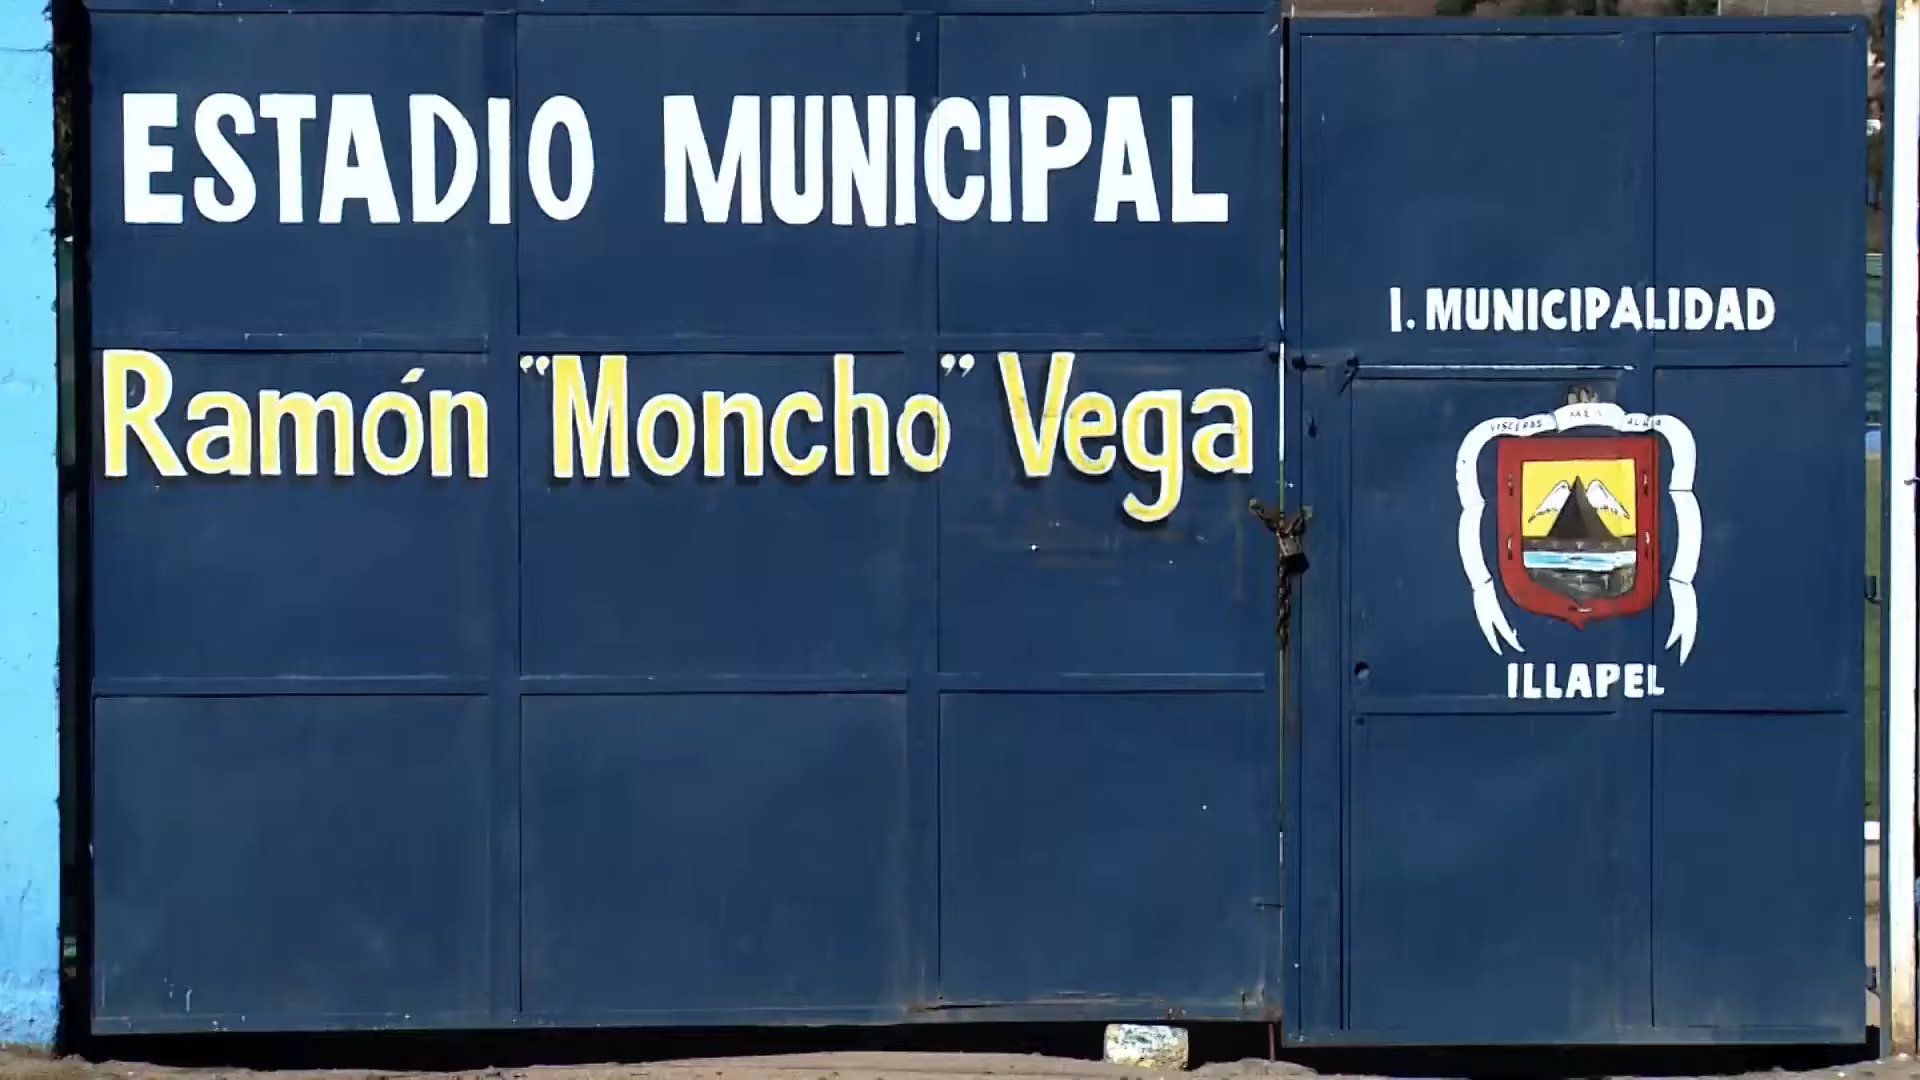 ESTADIO MUNICIPAL
Ramón "Moncho" Vega
I. MUNICIPALIDAD
ILLAPEL